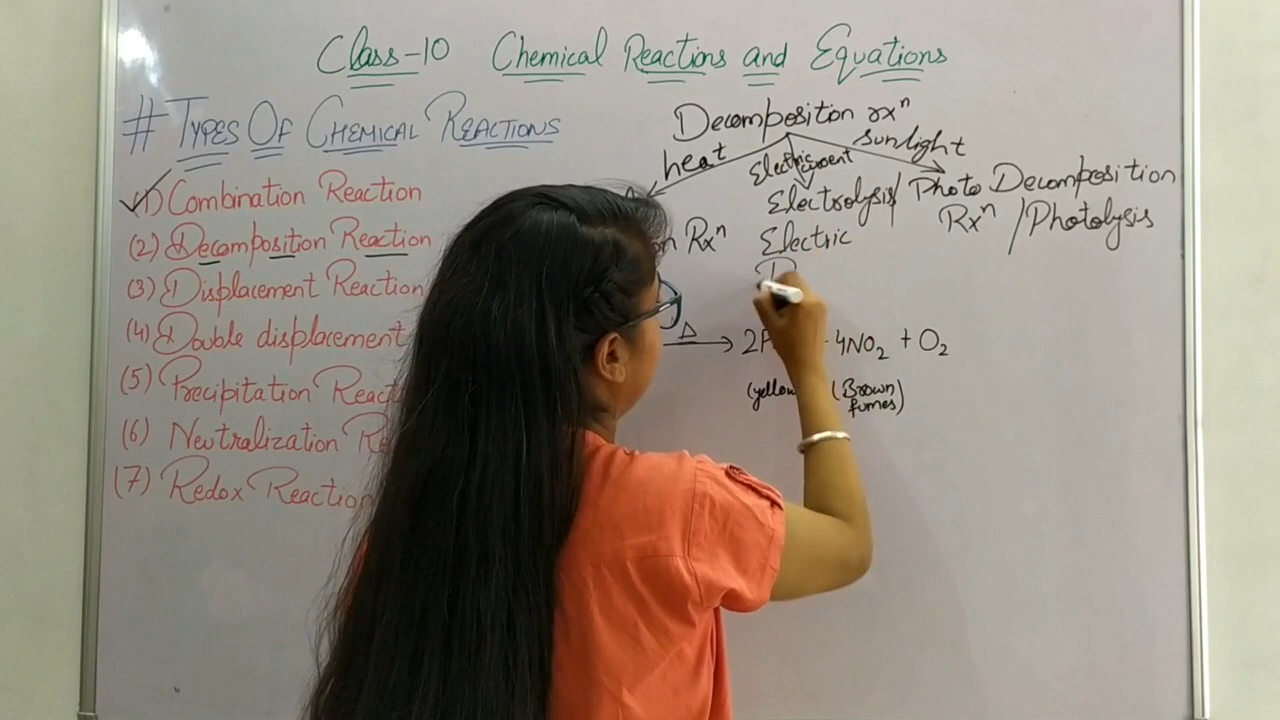 Class-10 Chemical Reactions and Equations
# TYPES OF CHEMICAL REACTIONS
(1) Combination Reaction
(2) Decomposition Reaction
(3) Displacement Reaction
(4) Double displacement
(5) Precipitation
(6) Neutralization
(7) Redox Reaction
Decomposition rxⁿ
heat
Electric current
sunlight
Rxⁿ
Electrolysis/
Electric
D
Photo Decomposition
Rxⁿ / Photolysis
Δ
→ 2P 4NO₂ + O₂
(yellow (Brown
fumes)